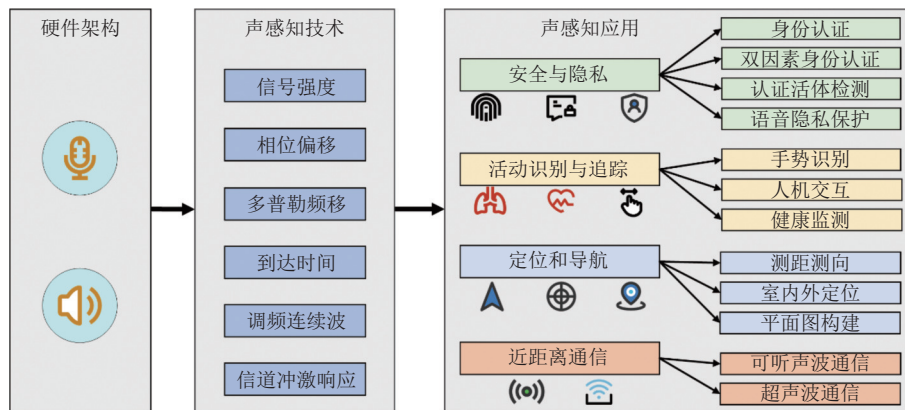 硬件架构
声感知技术
信号强度
相位偏移
多普勒频移
到达时间
调频连续波
信道冲激响应
声感知应用
安全与隐私
身份认证
双因素身份认证
认证活体检测
语音隐私保护
活动识别与追踪
手势识别
人机交互
健康监测
定位和导航
测距测向
室内外定位
平面图构建
近距离通信
可听声波通信
超声波通信